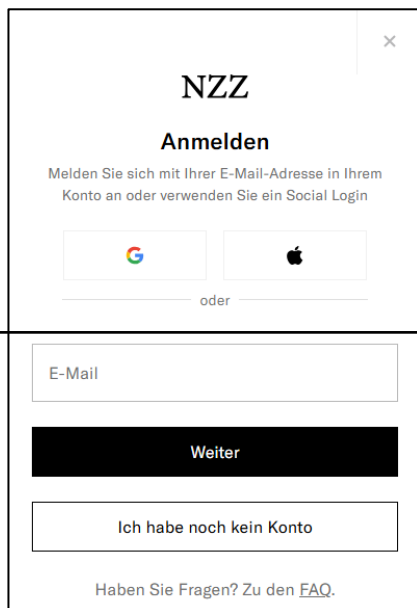 NZZ
Anmelden
Melden Sie sich mit Ihrer E-Mail-Adresse in Ihrem
Konto an oder verwenden Sie ein Social Login
oder
E-Mail
Weiter
Ich habe noch kein Konto
Haben Sie Fragen? Zu den FAQ.